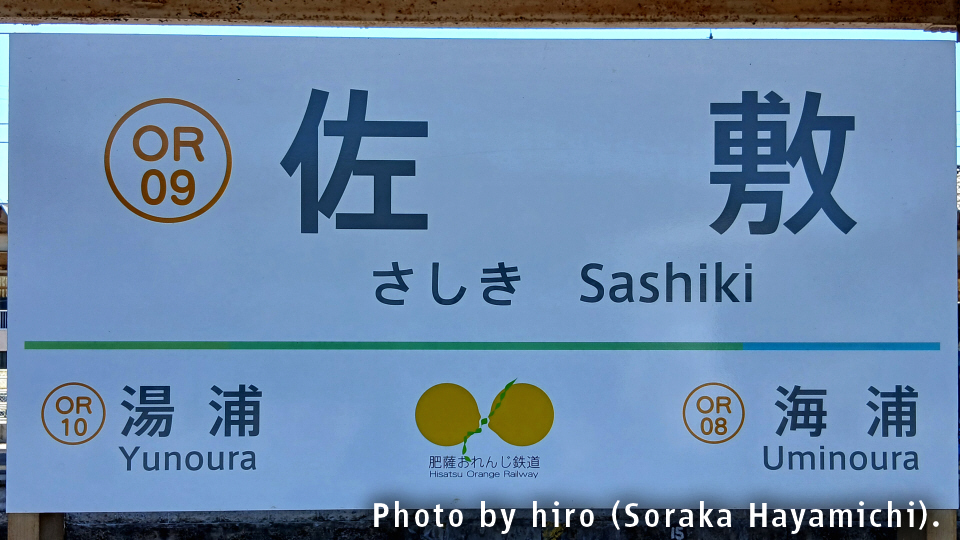 OR
09
佐敷
さしき Sashiki
OR
10
湯浦
Yunoura
肥薩おれんじ鉄道
Hisatsu Orange Railway
OR
08
海浦
Uminoura
Photo by hiro (Soraka Hayamichi).